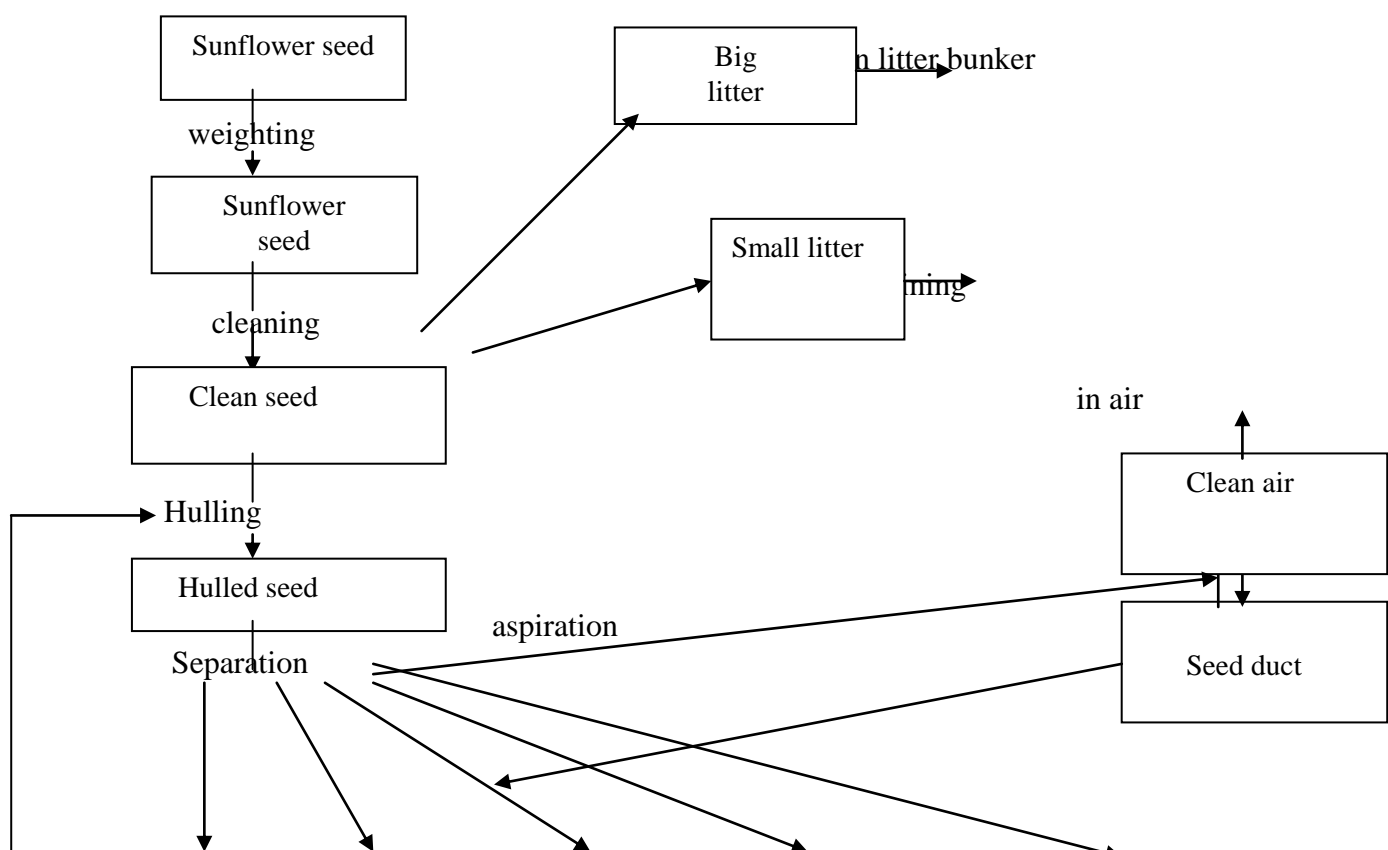 Sunflower seed
Big
litter
litter bunker
weighting
Sunflower
seed
Small litter
cleaning
Clean seed
in air
Clean air
Hulling
Hulled seed
aspiration
Separation
Seed duct